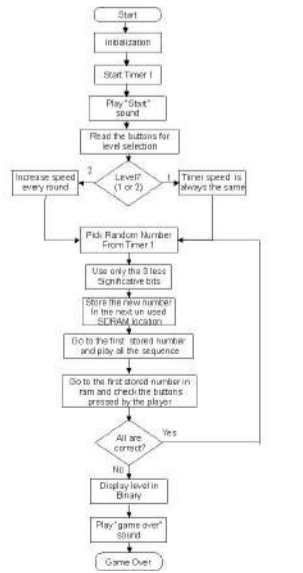 Start
Initialization
Start Timer 1
Play "Start"
sound
Read the buttons for
level selection
2
Level?
(1 or 2)
1
Increase speed
every round
Timer speed is
always the same
Pick Random Number
From Timer 1
Use only the 3 less
Significative bits
Store the new number
In the next un used
SDRAM location
Go to the first stored number
and play all the sequence
Go to the first stored number in
ram and check the buttons
pressed by the player
All are
correct?
Yes
No
Display level in
Binary
Play "game over"
sound
Game Over